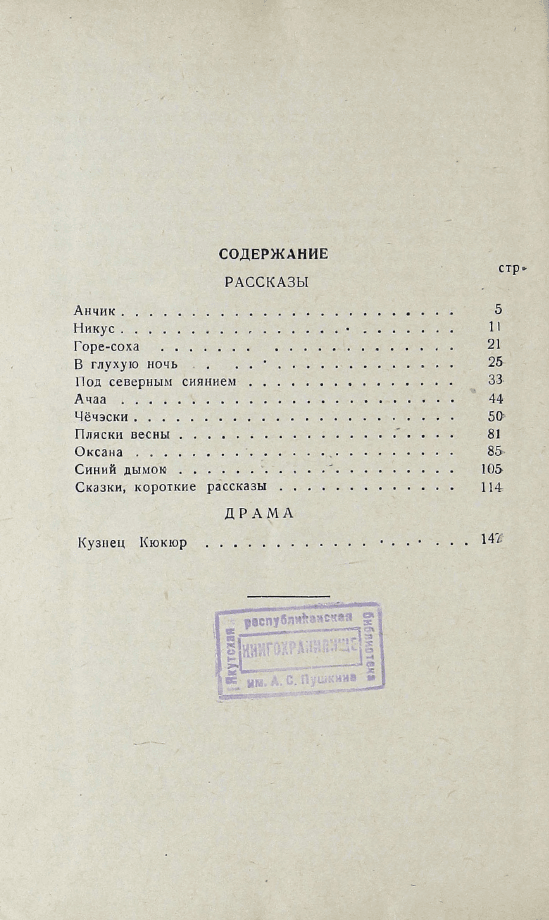 СОДЕРЖАНИЕ
стр.
РАССКАЗЫ
Анчик . . . . . . . . . . . . . . . . . . . . . . . . 5
Никус . . . . . . . . . . . . . . . . . . . . . . . . 11
Горе-соха . . . . . . . . . . . . . . . . . . . . . 21
В глухую ночь . . . . . . . . . . . . . . . . . . 25
Под северным сиянием . . . . . . . . . . . . . . . 33
Ачаа . . . . . . . . . . . . . . . . . . . . . . . . 44
Чёчэски . . . . . . . . . . . . . . . . . . . . . . . 50
Пляски весны . . . . . . . . . . . . . . . . . . . . 81
Оксана . . . . . . . . . . . . . . . . . . . . . . . 85
Синий дымок . . . . . . . . . . . . . . . . . . . . 105
Сказки, короткие рассказы . . . . . . . . . . . . . 114
ДРАМА
Кузнец Кюкюр . . . . . . . . . . . . . . . . . . . 147
Якутская
республиканская
библиотека
КНИГОХРАНИЛИЩЕ
им. А. С. Пушкина